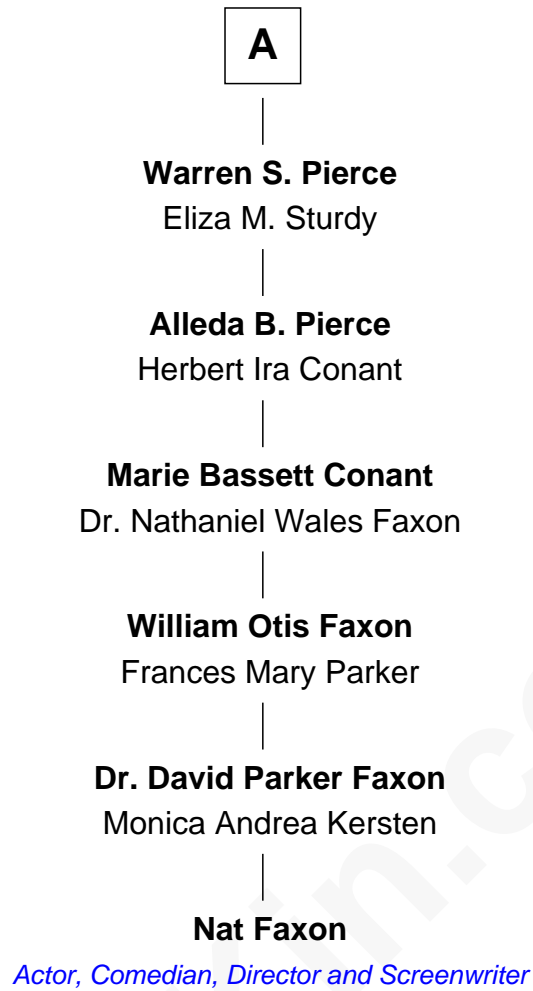 A
Warren S. Pierce
Eliza M. Sturdy
Alleda B. Pierce
Herbert Ira Conant
Marie Bassett Conant
Dr. Nathaniel Wales Faxon
William Otis Faxon
Frances Mary Parker
Dr. David Parker Faxon
Monica Andrea Kersten
Nat Faxon
Actor, Comedian, Director and Screenwriter